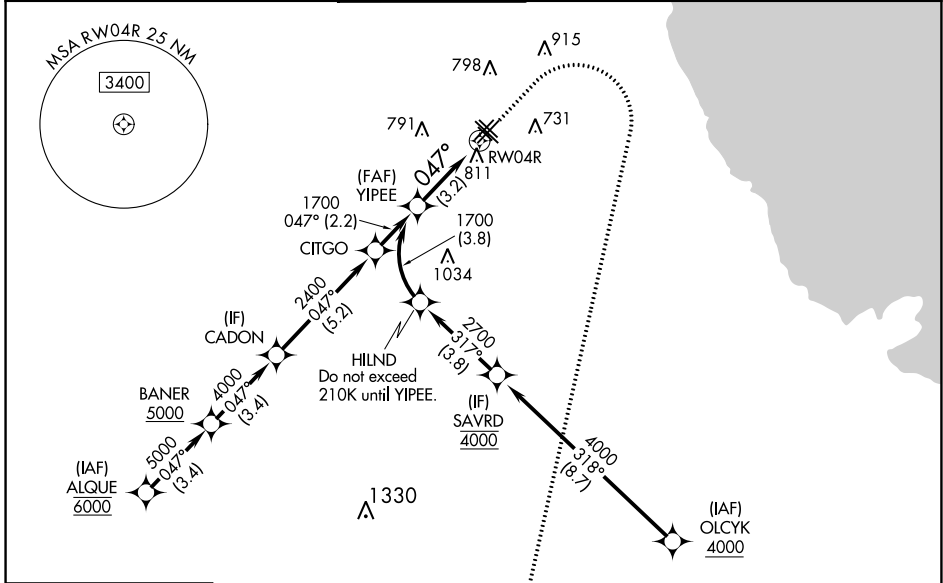 MSA RW04R 25 NM
3400
915
798
791
731
RW04R
811
047°
(3.2)
(FAF)
YIPEE
1700
047° (2.2)
1700
(3.8)
CITGO
1034
2400
047°
(5.2)
(IF)
CADON
HILND
Do not exceed
210K until YIPEE.
2700
317°
(3.8)
BANER
5000
4000
047°
(3.4)
(IF)
SAVRD
4000
5000
047°
(3.4)
(IAF)
ALQUE
6000
4000
318°
(8.7)
1330
(IAF)
OLCYK
4000